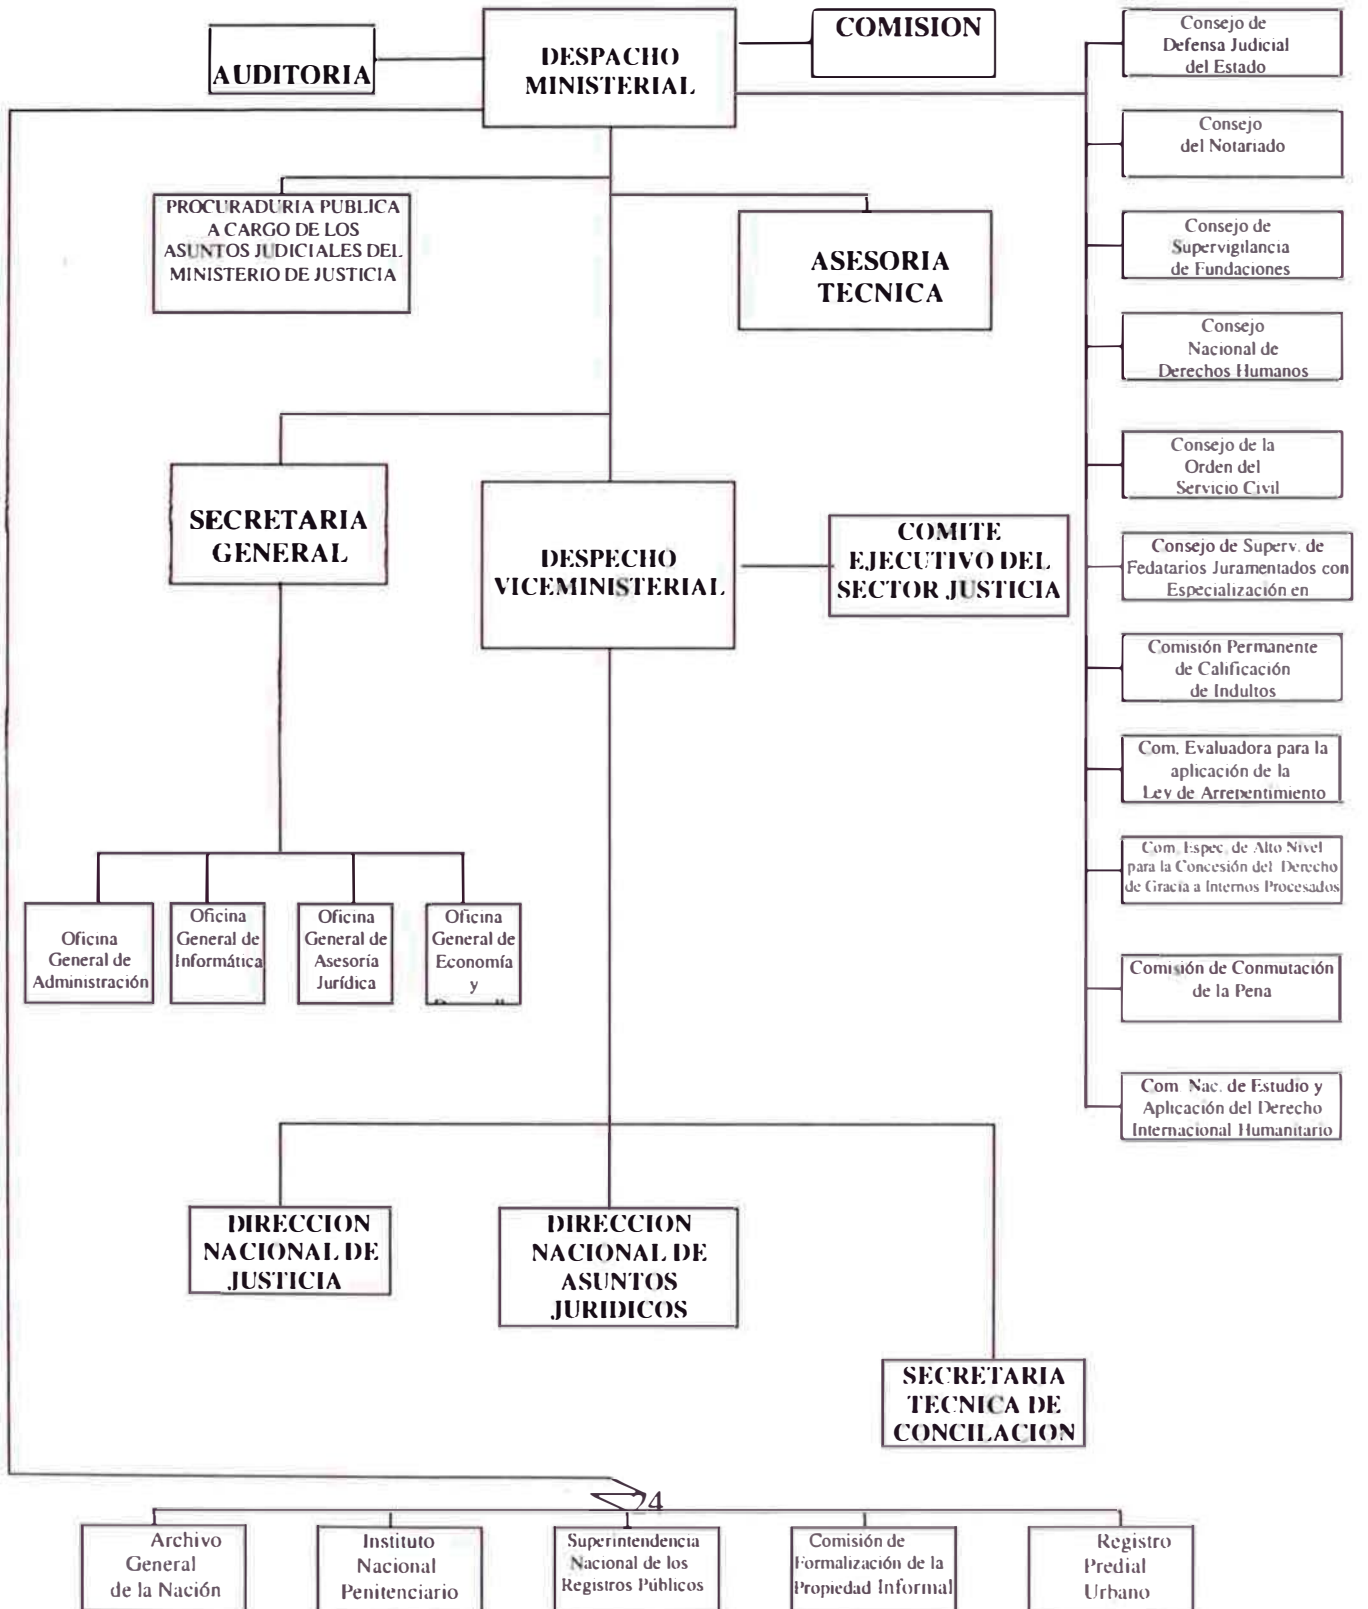 AUDITORIA
DESPACHO
MINISTERIAL
COMISION
Consejo de
Defensa Judicial
del Estado
Consejo
del Notariado
PROCURADURIA PUBLICA
A CARGO DE LOS
ASUNTOS JUDICIALES DEL
MINISTERIO DE JUSTICIA
ASESORIA
TECNICA
Consejo de
Supervigilancia
de Fundaciones
Consejo
Nacional de
Derechos Humanos
Consejo de la
Orden del
Servicio Civil
SECRETARIA
GENERAL
DESPECHO
VICEMINISTERIAL
COMITE
EJECUTIVO DEL
SECTOR JUSTICIA
Consejo de Superv. de
Fedatarios Juramentados con
Especialización en
Comisión Permanente
de Calificación
de Indultos
Com. Evaluadora para la
aplicación de la
Ley de Arrepentimiento
Com. Espec. de Alto Nivel
para la Concesión del Derecho
de Gracia a Internos Procesados
Oficina
General de
Administración
Oficina
General de
Informática
Oficina
General de
Asesoría
Jurídica
Oficina
General de
Economía
y
Comisión de Conmutación
de la Pena
Com. Nac. de Estudio y
Aplicación del Derecho
Internacional Humanitario
DIRECCION
NACIONAL DE
JUSTICIA
DIRECCION
NACIONAL DE
ASUNTOS
JURIDICOS
SECRETARIA
TECNICA DE
CONCILACION
24
Archivo
General
de la Nación
Instituto
Nacional
Penitenciario
Superintendencia
Nacional de los
Registros Públicos
Comisión de
Formalización de la
Propiedad Informal
Registro
Predial
Urbano